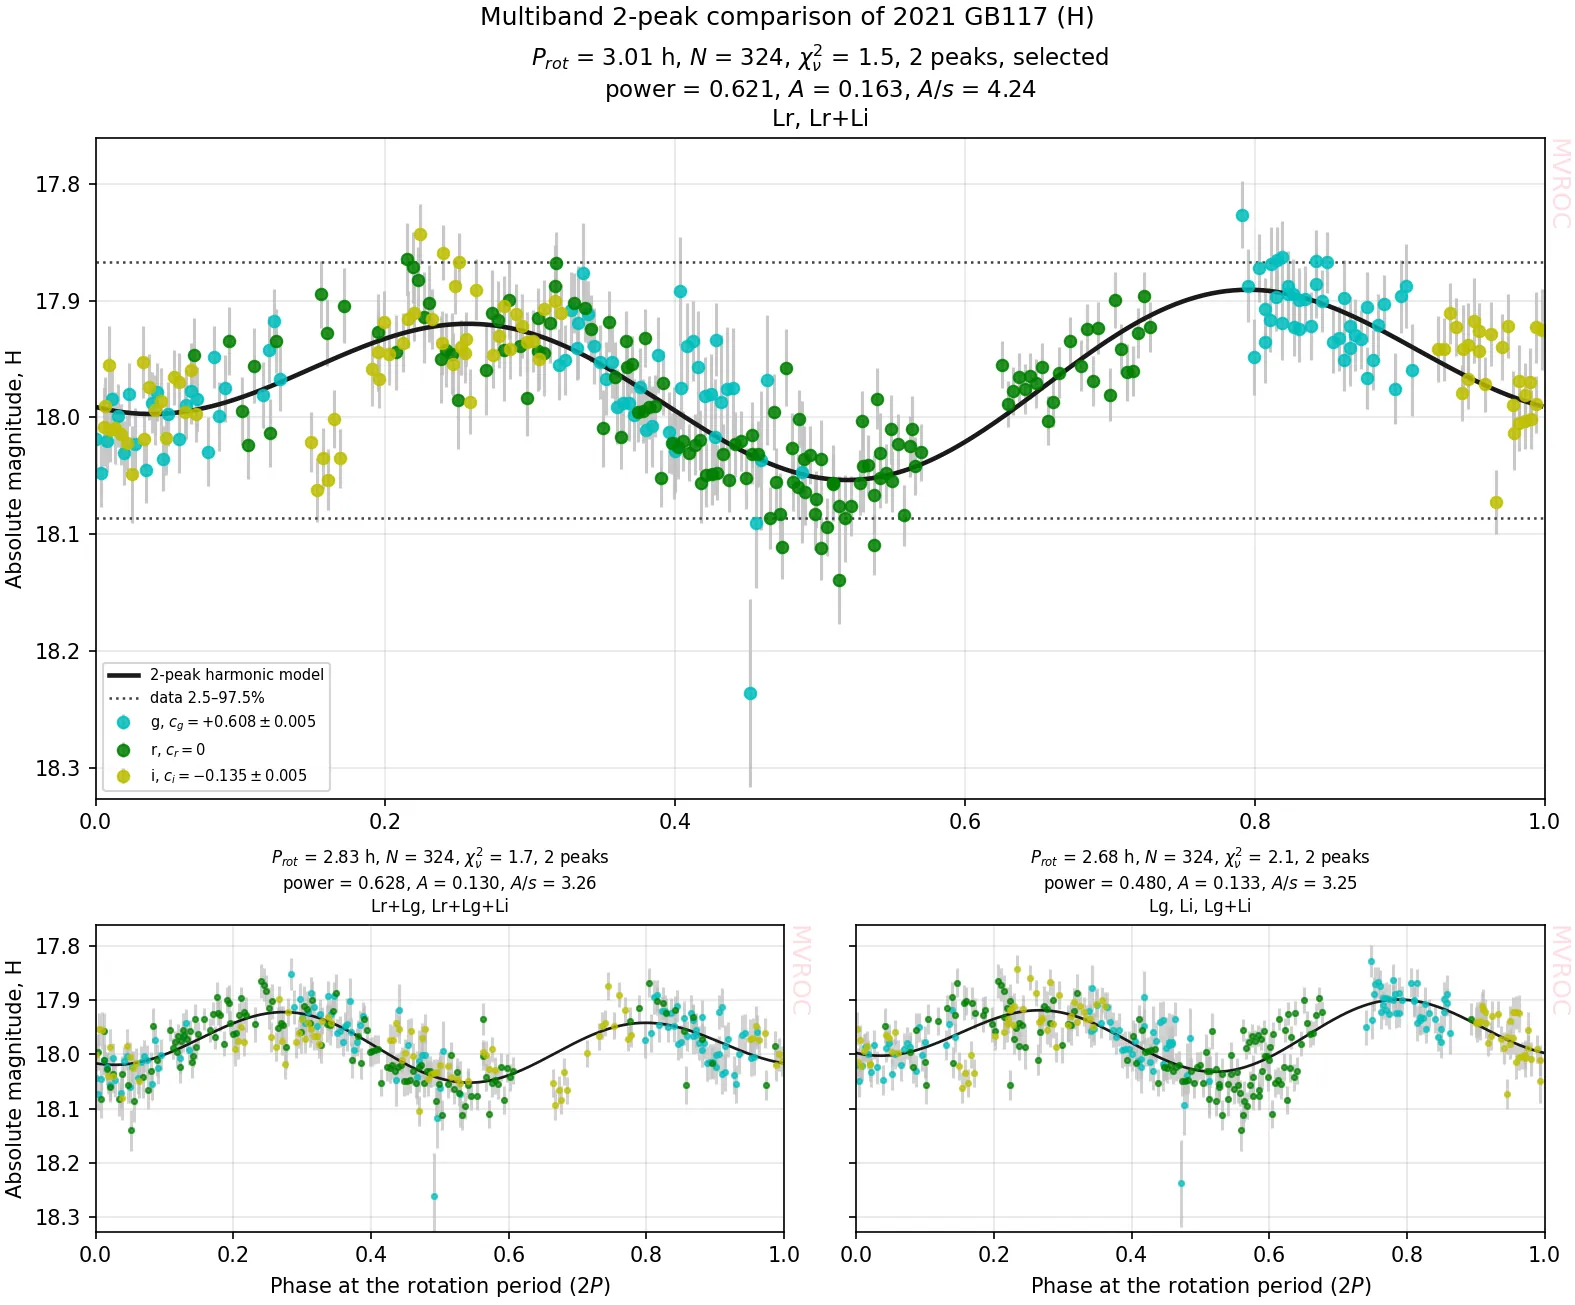 Multiband 2-peak comparison of 2021 GB117 (H)
P_rot = 3.01 h, N = 324, χ²_ν = 1.5, 2 peaks, selected
power = 0.621, A = 0.163, A/s = 4.24
Lr, Lr+Li
MVROC
Absolute magnitude, H
17.8
17.9
18.0
18.1
18.2
18.3
2-peak harmonic model
data 2.5–97.5%
g, c_g = +0.608 ± 0.005
r, c_r = 0
i, c_i = −0.135 ± 0.005
0.0 0.2 0.4 0.6 0.8 1.0
P_rot = 2.83 h, N = 324, χ²_ν = 1.7, 2 peaks
power = 0.628, A = 0.130, A/s = 3.26
Lr+Lg, Lr+Lg+Li
MVROC
Absolute magnitude, H
17.8
17.9
18.0
18.1
18.2
18.3
0.0 0.2 0.4 0.6 0.8 1.0
Phase at the rotation period (2P)
P_rot = 2.68 h, N = 324, χ²_ν = 2.1, 2 peaks
power = 0.480, A = 0.133, A/s = 3.25
Lg, Li, Lg+Li
MVROC
0.0 0.2 0.4 0.6 0.8 1.0
Phase at the rotation period (2P)